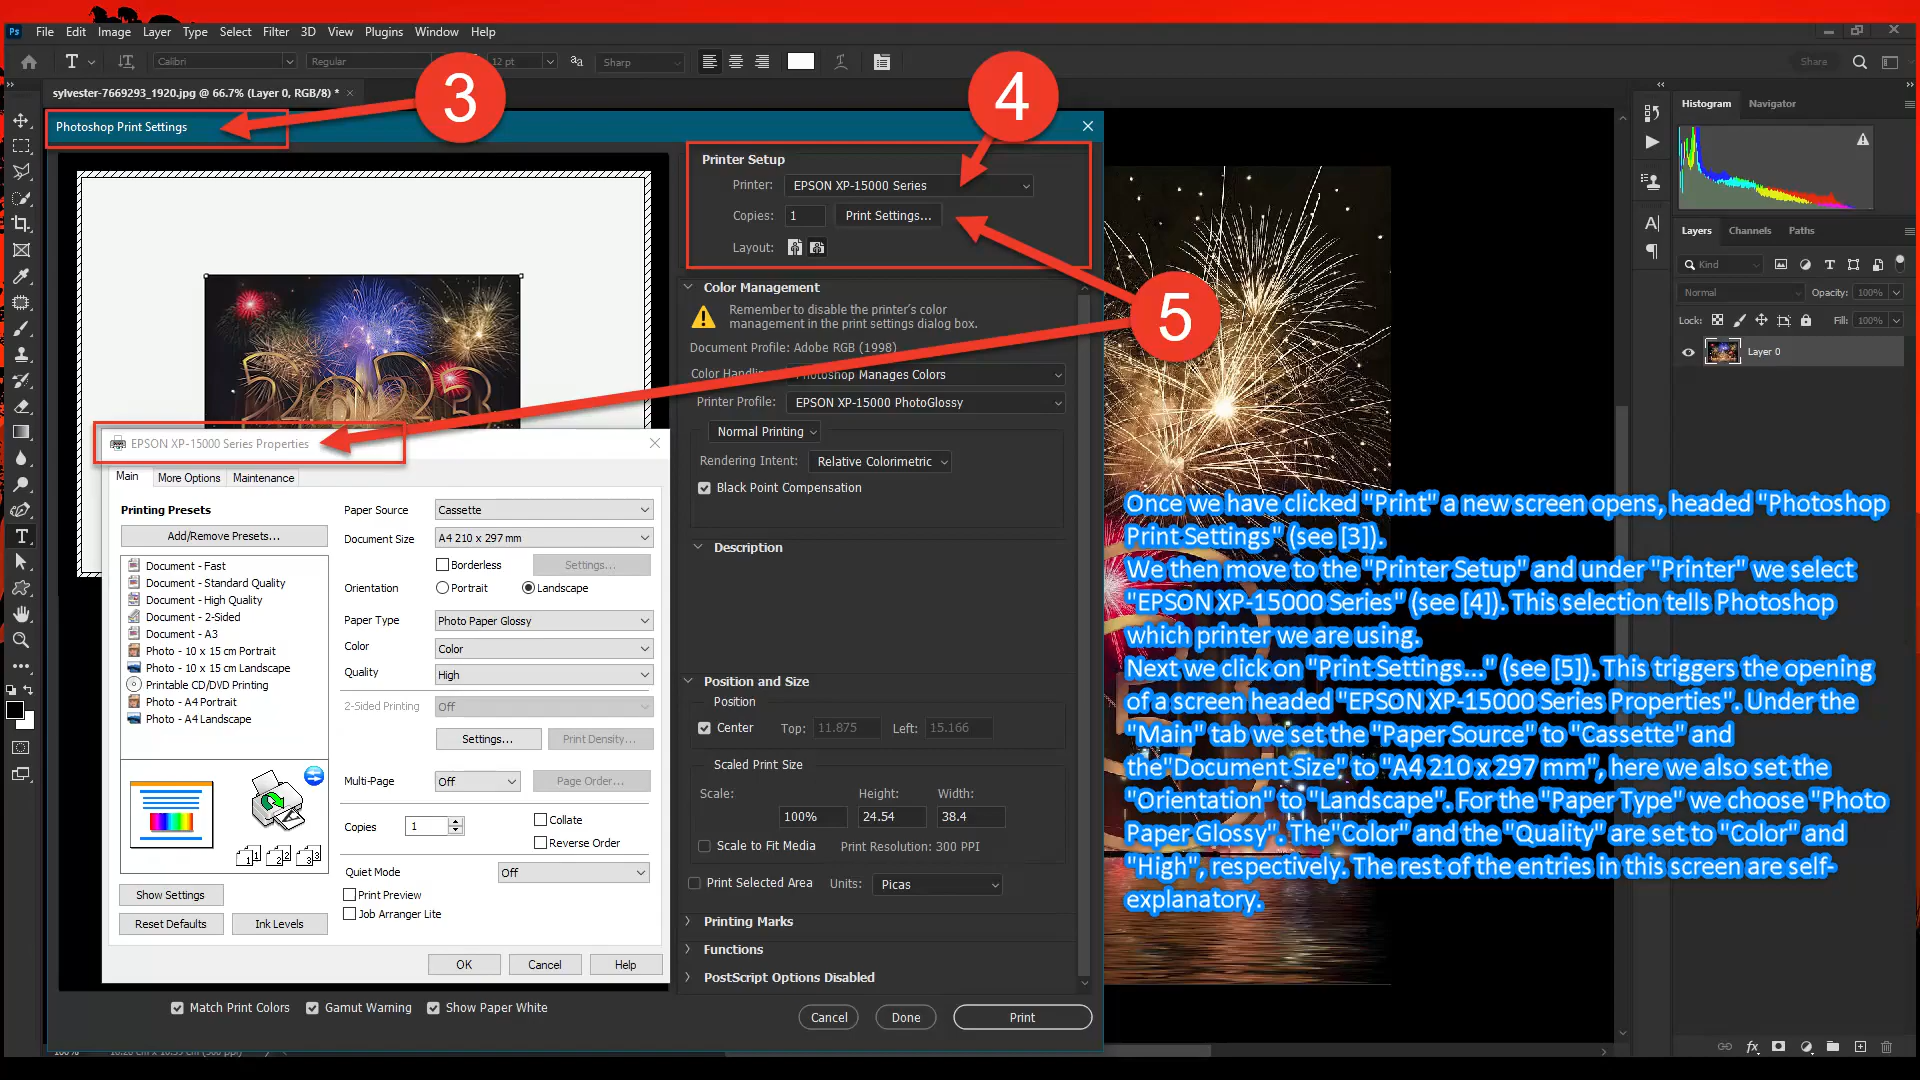 Ps File Edit Image Layer Type Select Filter 3D View Plugins Window Help
T Calibri Regular 12 pt aa Sharp Share
sylvester-7669293_1920.jpg @ 66.7% (Layer 0, RGB/8) *
3
4
5
Photoshop Print Settings
Printer Setup
Printer: EPSON XP-15000 Series
Copies: 1 Print Settings...
Layout:
Color Management
Remember to disable the printer's color
management in the print settings dialog box.
Document Profile: Adobe RGB (1998)
Photoshop Manages Colors
Printer Profile: EPSON XP-15000 PhotoGlossy
Normal Printing
Rendering Intent: Relative Colorimetric
Black Point Compensation
Description
Position and Size
Position
Center Top: 11.875 Left: 15.166
Scaled Print Size
Scale: Height: Width:
100% 24.54 38.4
Scale to Fit Media Print Resolution: 300 PPI
Print Selected Area Units: Picas
Printing Marks
Functions
PostScript Options Disabled
Match Print Colors Gamut Warning Show Paper White
Cancel Done Print
2023
EPSON XP-15000 Series Properties
Main More Options Maintenance
Printing Presets
Add/Remove Presets...
Document - Fast
Document - Standard Quality
Document - High Quality
Document - 2-Sided
Document - A3
Photo - 10 x 15 cm Portrait
Photo - 10 x 15 cm Landscape
Printable CD/DVD Printing
Photo - A4 Portrait
Photo - A4 Landscape
Show Settings
Reset Defaults Ink Levels
Paper Source Cassette
Document Size A4 210 x 297 mm
Borderless Settings...
Orientation Portrait Landscape
Paper Type Photo Paper Glossy
Color Color
Quality High
2-Sided Printing Off
Settings... Print Density...
Multi-Page Off Page Order...
Copies 1 Collate
Reverse Order
Quiet Mode Off
Print Preview
Job Arranger Lite
OK Cancel Help
Histogram Navigator
Layers Channels Paths
Kind
Normal Opacity: 100%
Lock: Fill: 100%
Layer 0
Once we have clicked "Print" a new screen opens, headed "Photoshop
Print Settings" (see [3]).
We then move to the "Printer Setup" and under "Printer" we select
"EPSON XP-15000 Series" (see [4]). This selection tells Photoshop
which printer we are using.
Next we click on "Print Settings..." (see [5]). This triggers the opening
of a screen headed "EPSON XP-15000 Series Properties". Under the
"Main" tab we set the "Paper Source" to "Cassette" and
the"Document Size" to "A4 210 x 297 mm", here we also set the
"Orientation" to "Landscape". For the "Paper Type" we choose "Photo
Paper Glossy". The"Color" and the "Quality" are set to "Color" and
"High", respectively. The rest of the entries in this screen are self-
explanatory.